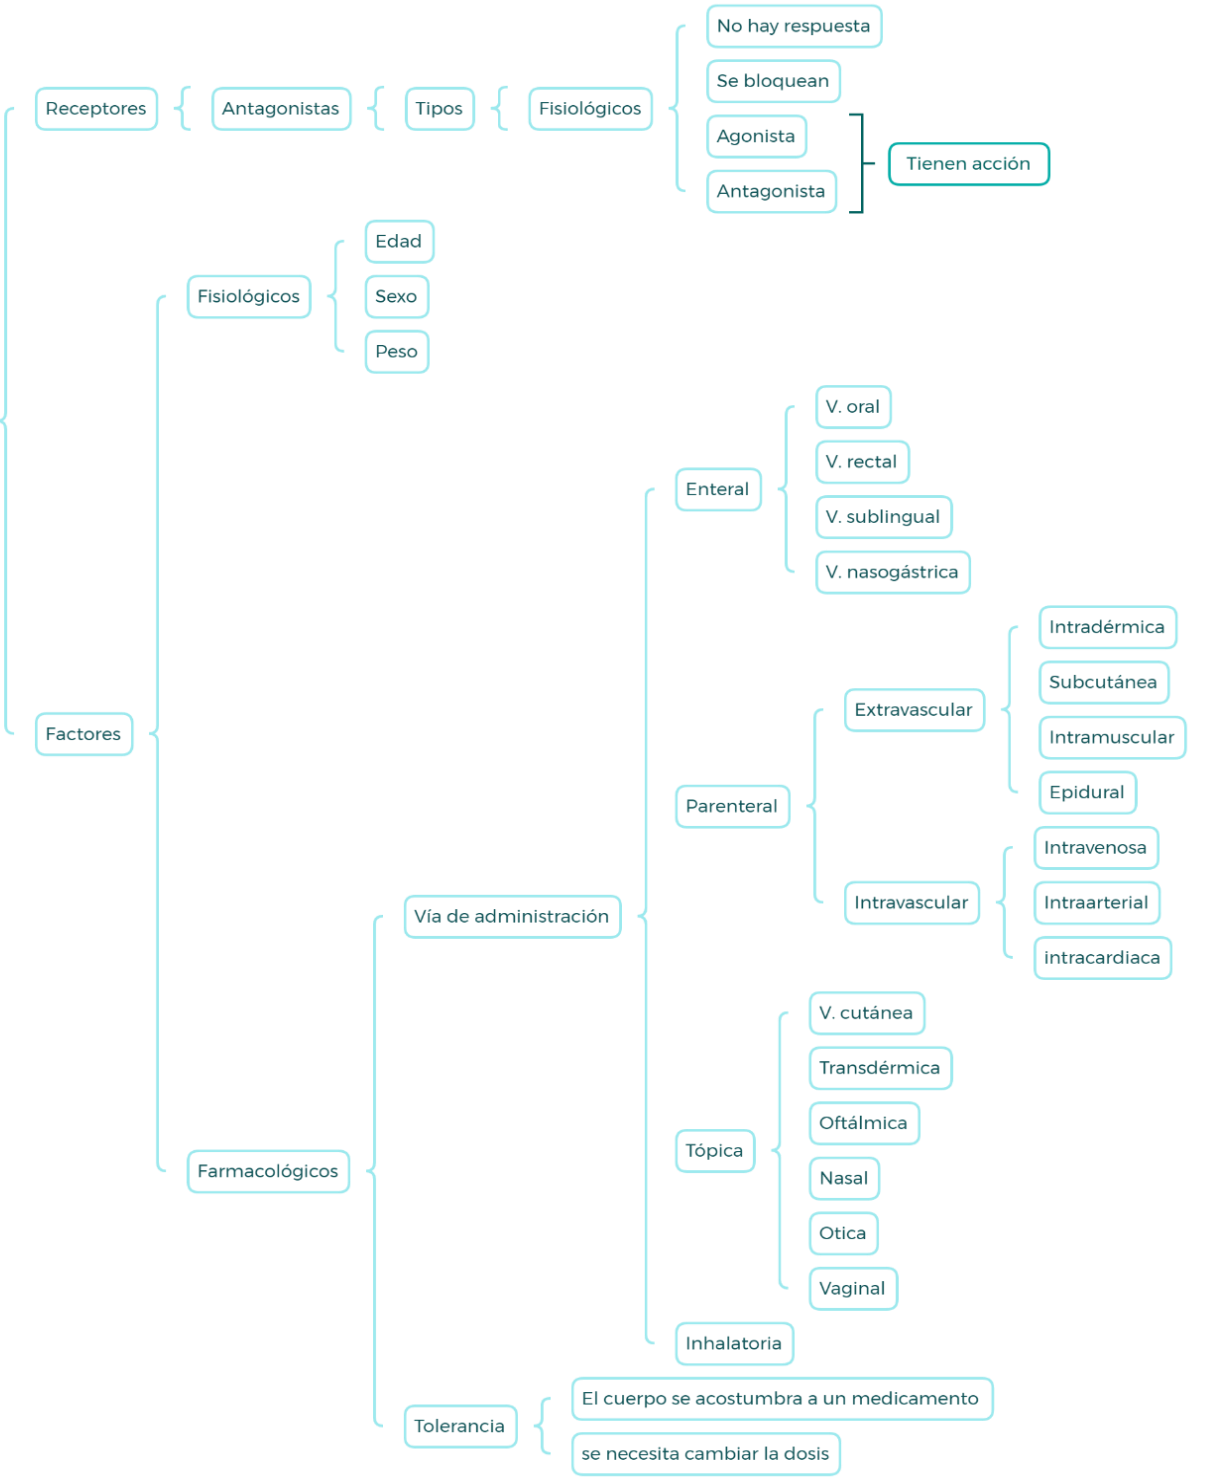 No hay respuesta
Se bloquean
Receptores
Antagonistas
Tipos
Fisiológicos
Agonista
Tienen acción
Antagonista
Edad
Fisiológicos
Sexo
Peso
V. oral
V. rectal
Enteral
V. sublingual
V. nasogástrica
Intradérmica
Subcutánea
Extravascular
Intramuscular
Factores
Epidural
Parenteral
Intravenosa
Intravascular
Intraarterial
Vía de administración
intracardiaca
V. cutánea
Transdérmica
Oftálmica
Tópica
Farmacológicos
Nasal
Otica
Vaginal
Inhalatoria
El cuerpo se acostumbra a un medicamento
Tolerancia
se necesita cambiar la dosis